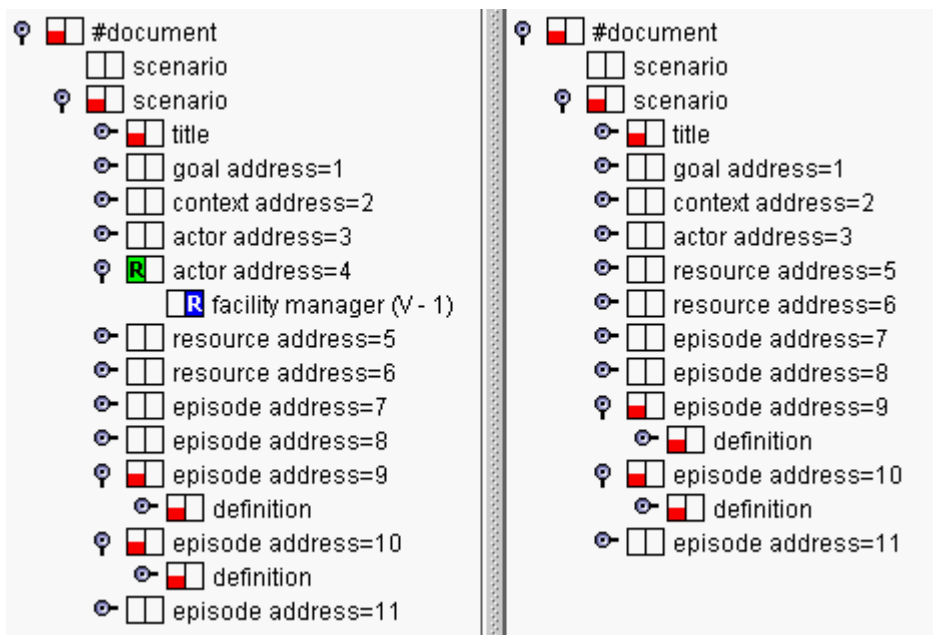 #document
scenario
scenario
title
goal address=1
context address=2
actor address=3
R actor address=4
R facility manager (V - 1)
resource address=5
resource address=6
episode address=7
episode address=8
episode address=9
definition
episode address=10
definition
episode address=11
#document
scenario
scenario
title
goal address=1
context address=2
actor address=3
resource address=5
resource address=6
episode address=7
episode address=8
episode address=9
definition
episode address=10
definition
episode address=11